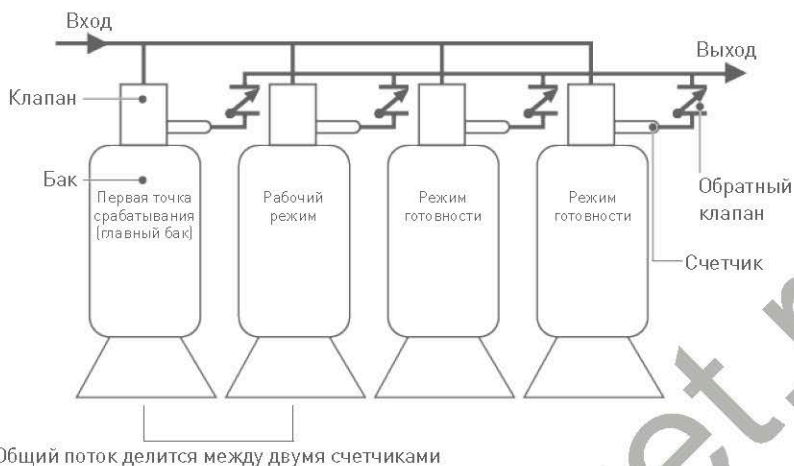 Вход
Выход
Клапан
Бак
Первая точка
срабатывания
(главный бак)
Рабочий
режим
Режим
готовности
Режим
готовности
Обратный
клапан
Счетчик
Общий поток делится между двумя счетчиками